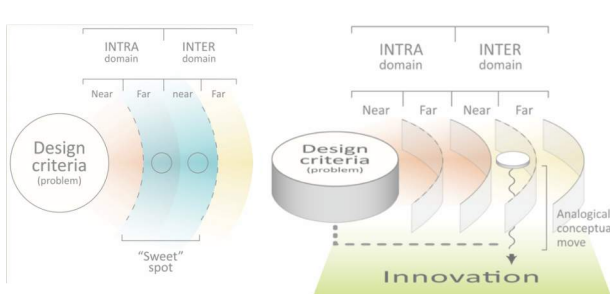 INTRA
domain
INTER
domain
Near
Far
near
Far
Design
criteria
(problem)
"Sweet"
spot
INTRA
domain
INTER
domain
Near
Far
Near
Far
Design
criteria
(problem)
Analogical
conceptua
move
Innovation